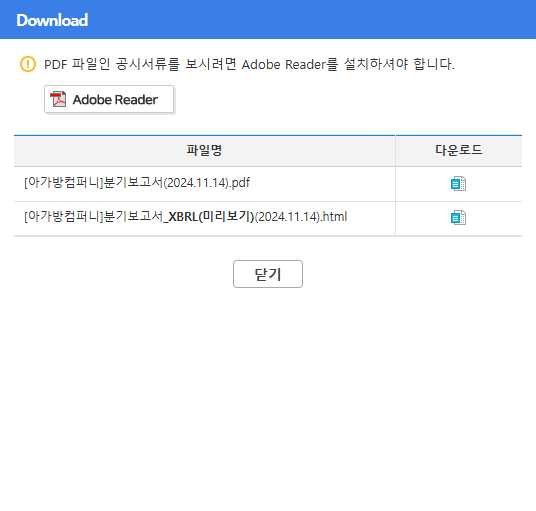 Download
PDF 파일인 공시서류를 보시려면 Adobe Reader를 설치하셔야 합니다.
Adobe Reader
파일명 다운로드
[아가방컴퍼니]분기보고서(2024.11.14).pdf
[아가방컴퍼니]분기보고서_XBRL(미리보기)(2024.11.14).html
닫기